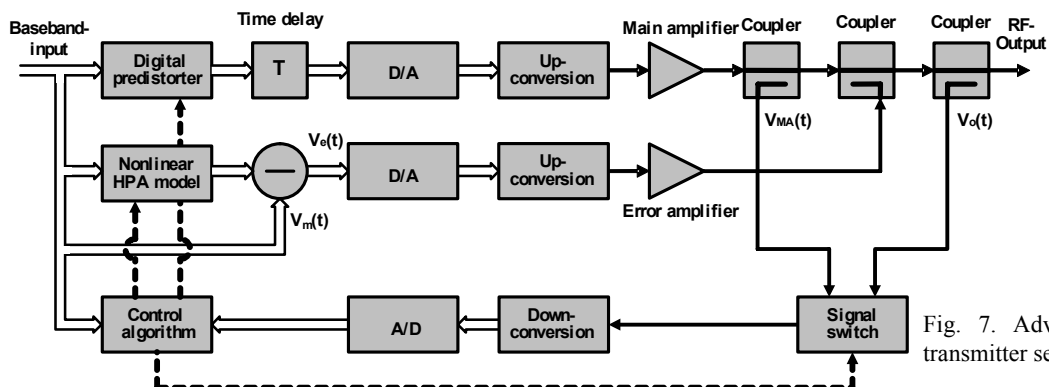 Baseband-
input
Digital
predistorter
Time delay
T
D/A
Up-
conversion
Main amplifier
Coupler
Coupler
Coupler
RF-
Output
VMA(t)
Vo(t)
Nonlinear
HPA model
Ve(t)
Vm(t)
D/A
Up-
conversion
Error amplifier
Control
algorithm
A/D
Down-
conversion
Signal
switch
Fig. 7. Adv
transmitter se